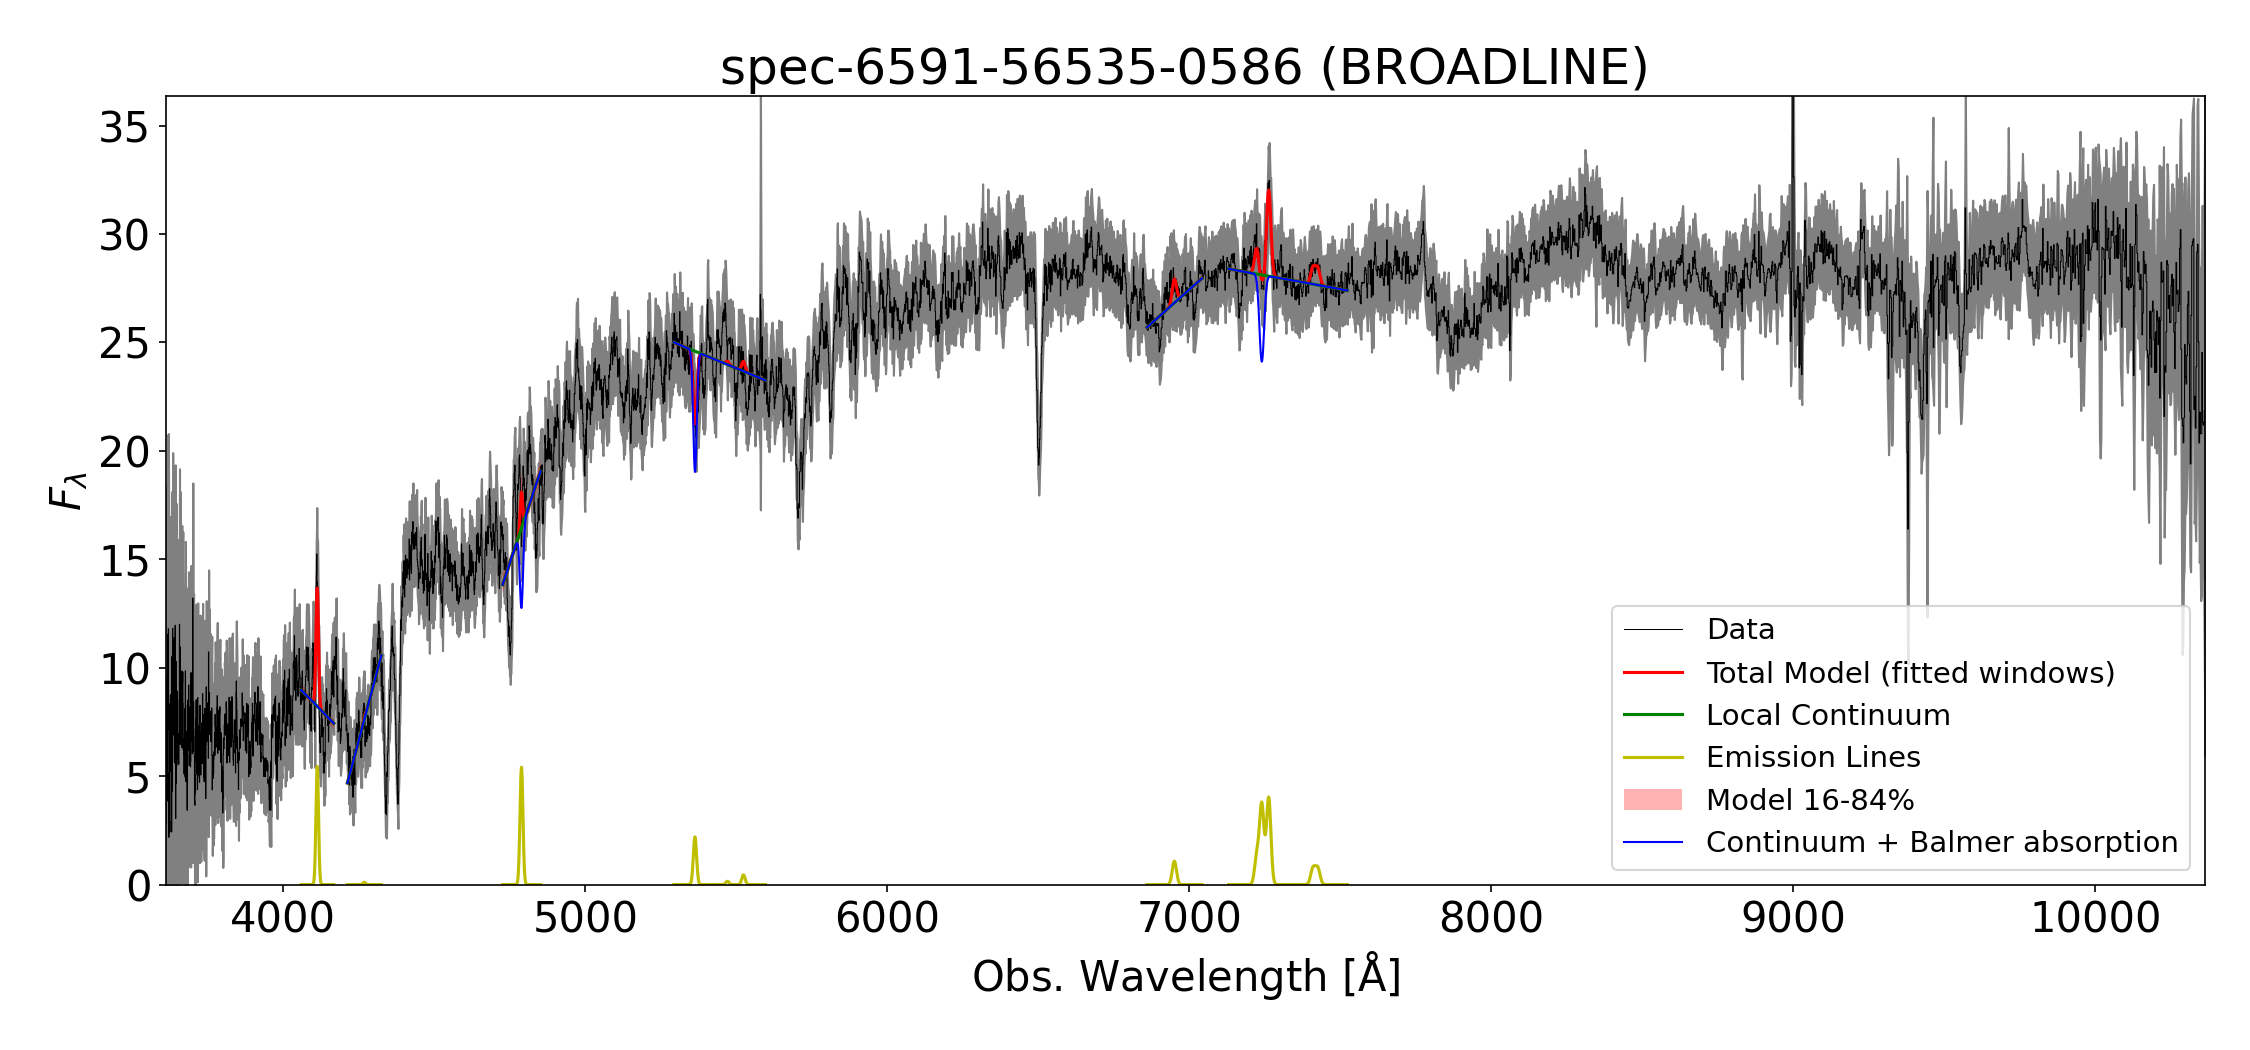 spec-6591-56535-0586 (BROADLINE)
35
30
25
20
15
10
5
0
F_λ
4000 5000 6000 7000 8000 9000 10000
Obs. Wavelength [Å]
Data
Total Model (fitted windows)
Local Continuum
Emission Lines
Model 16-84%
Continuum + Balmer absorption